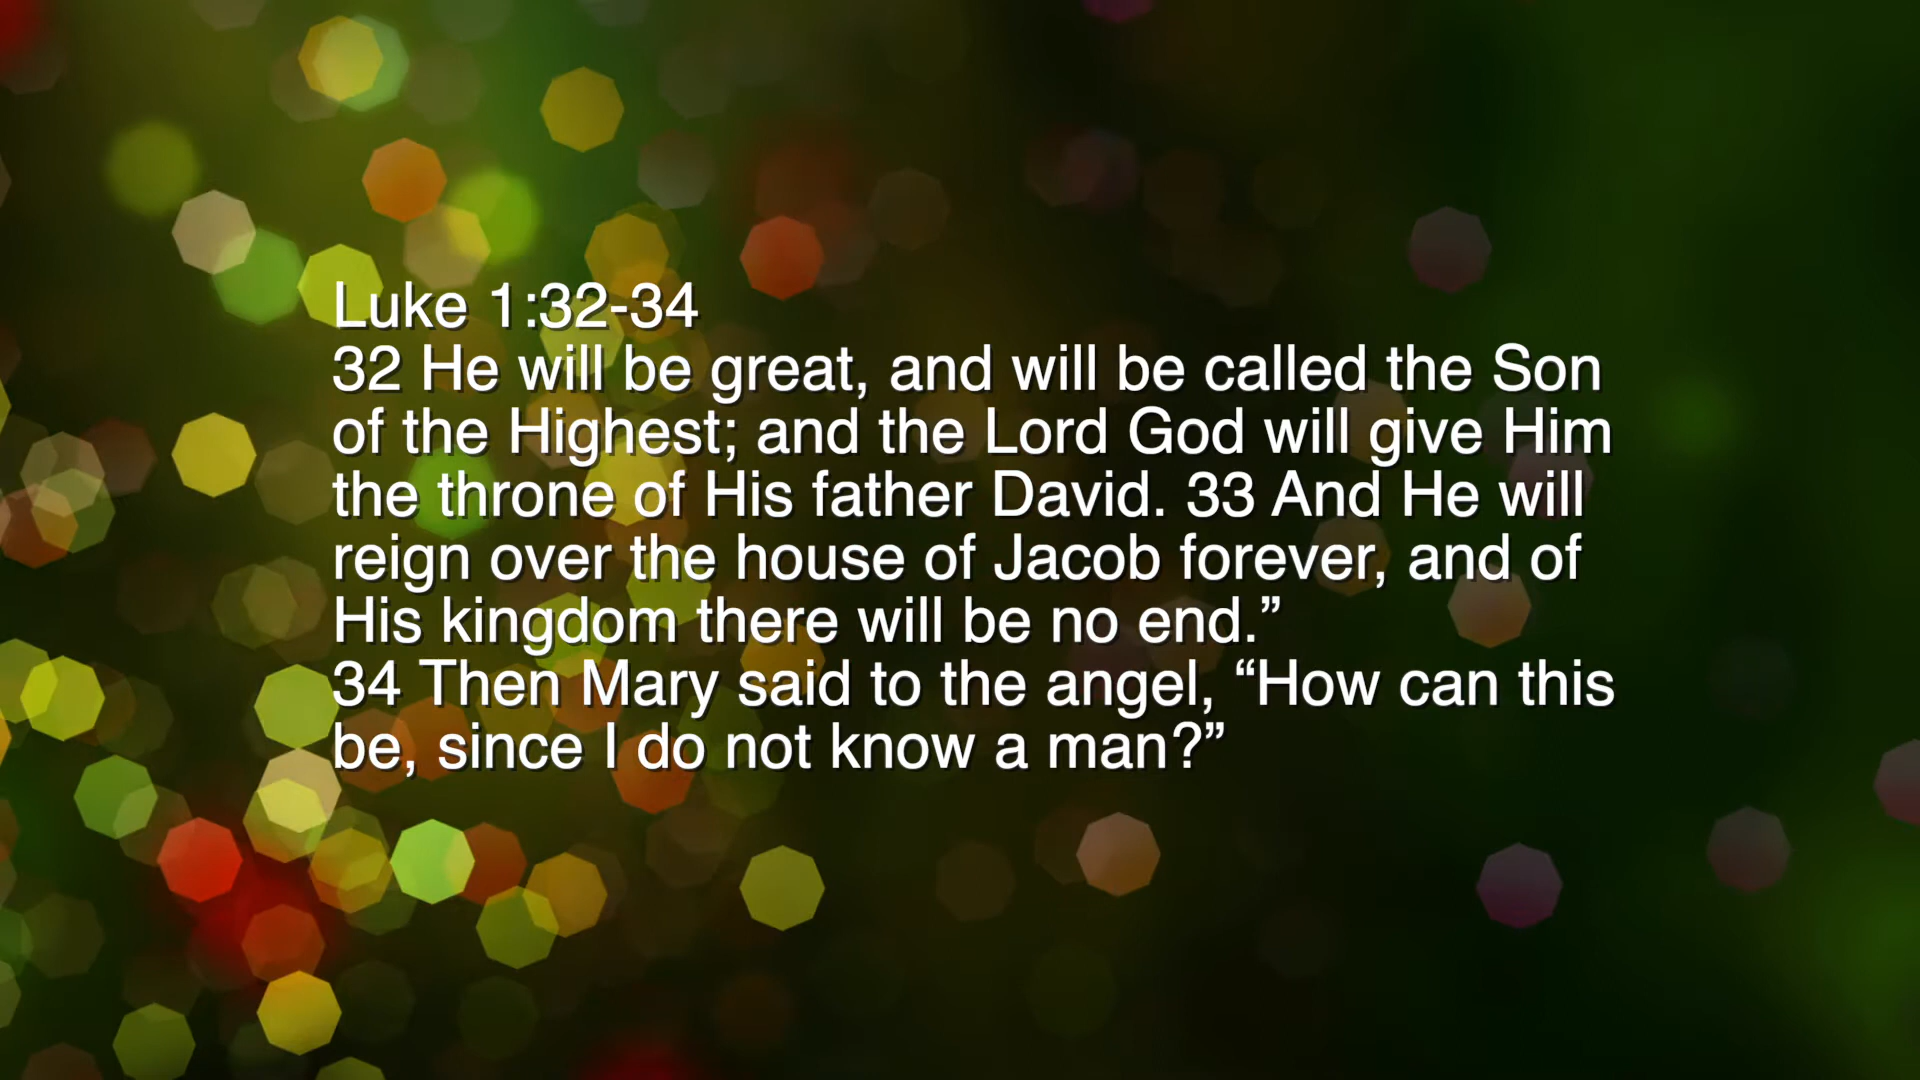 Luke 1:32-34
32 He will be great, and will be called the Son
of the Highest; and the Lord God will give Him
the throne of His father David. 33 And He will
reign over the house of Jacob forever, and of
His kingdom there will be no end.”
34 Then Mary said to the angel, “How can this
be, since I do not know a man?”